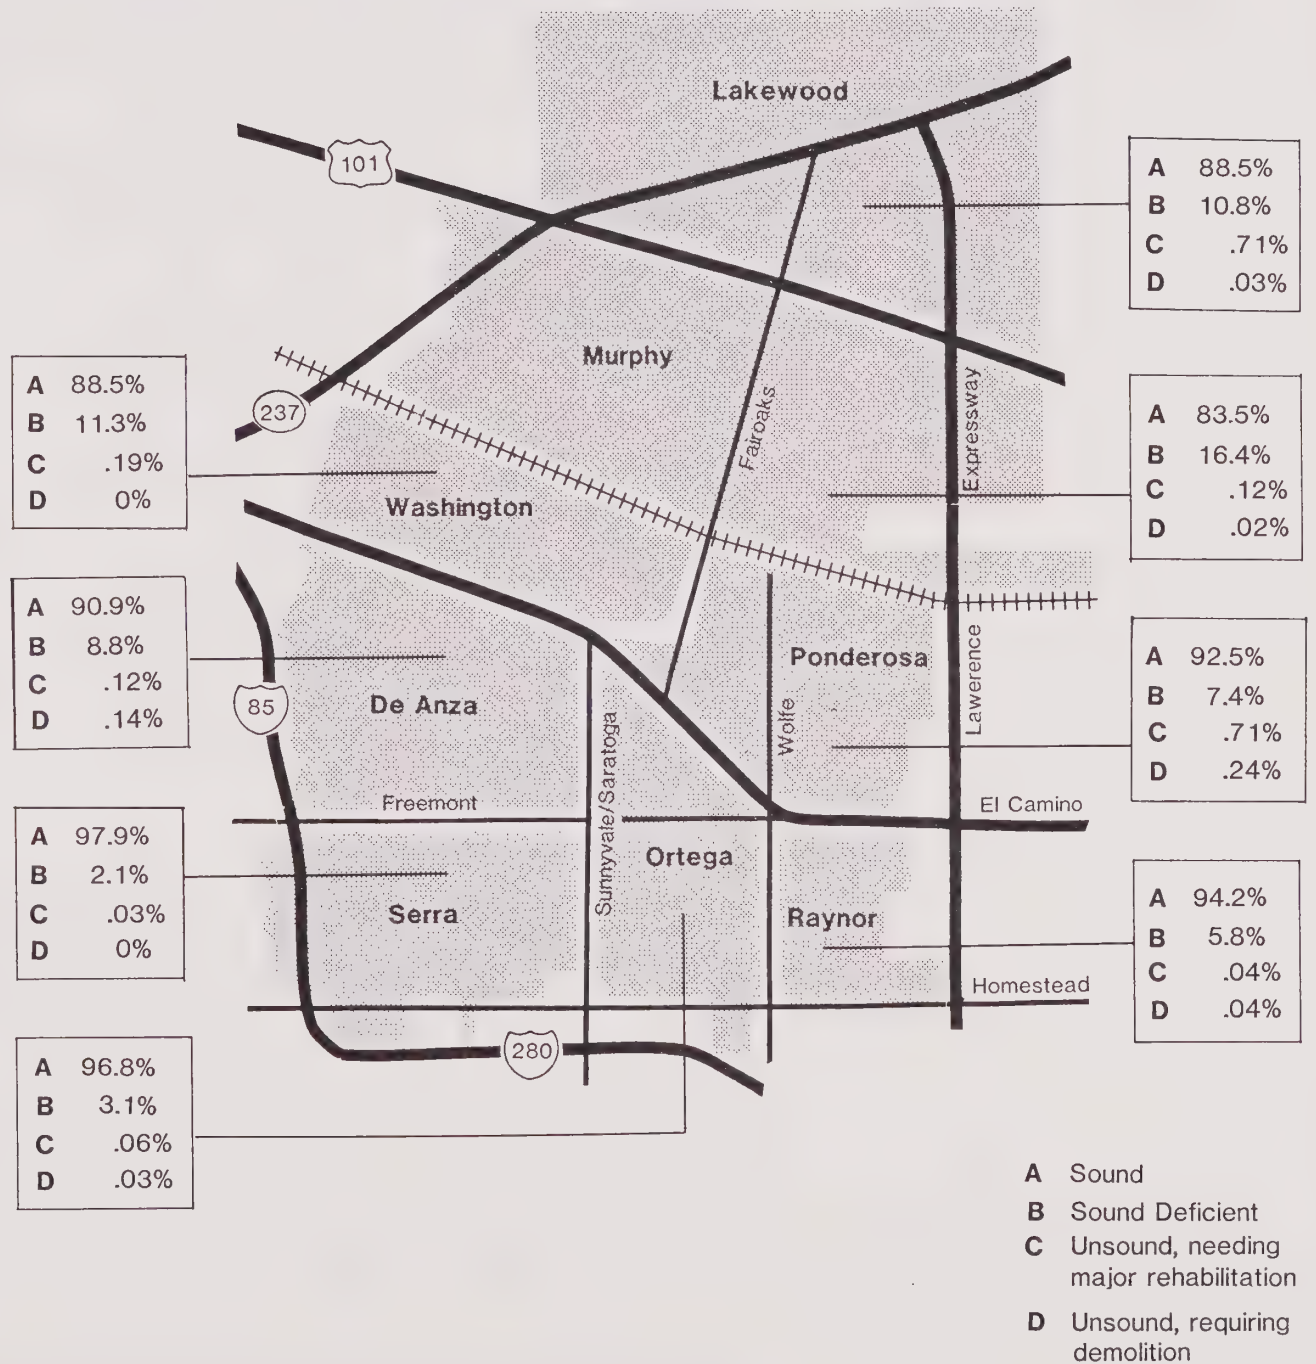 Lakewood
101
A 88.5%
B 10.8%
C .71%
D .03%
Murphy
A 88.5%
B 11.3%
C .19%
D 0%
237
Fairoaks
Expressway
A 83.5%
B 16.4%
C .12%
D .02%
Washington
A 90.9%
B 8.8%
C .12%
D .14%
De Anza
85
Ponderosa
Wolfe
Lawerence
Sunnyvale/Saratoga
A 92.5%
B 7.4%
C .71%
D .24%
Freemont
El Camino
A 97.9%
B 2.1%
C .03%
D 0%
Ortega
Serra
Raynor
A 94.2%
B 5.8%
C .04%
D .04%
Homestead
280
A 96.8%
B 3.1%
C .06%
D .03%
A Sound
B Sound Deficient
C Unsound, needing
major rehabilitation
D Unsound, requiring
demolition